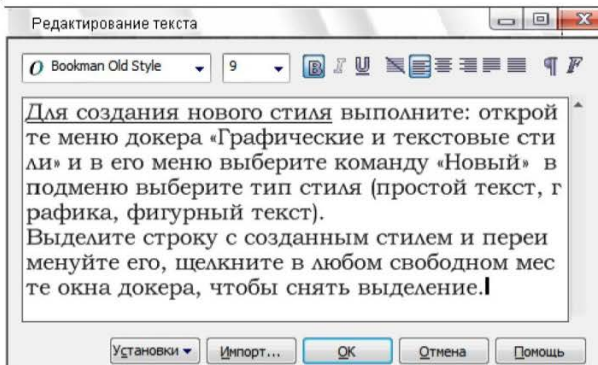 Редактирование текста
Bookman Old Style 9 B I U ¶ F
Для создания нового стиля выполните: открой
те меню докера «Графические и текстовые сти
ли» и в его меню выберите команду «Новый» в
подменю выберите тип стиля (простой текст, г
рафика, фигурный текст).
Выделите строку с созданным стилем и переи
менуйте его, щелкните в любом свободном мес
те окна докера, чтобы снять выделение.
Установки Импорт... OK Отмена Помощь